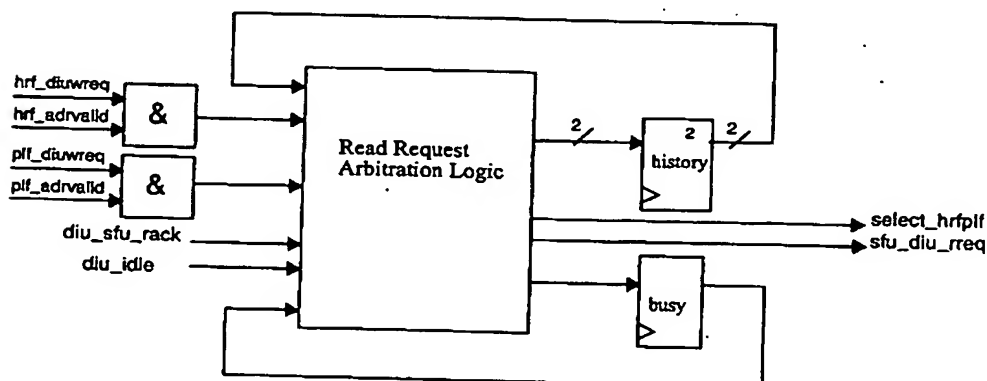 hrf_diuwreq
hrf_adrvalid
&
plf_diuwreq
plf_adrvalid
&
diu_sfu_rack
diu_idle
Read Request
Arbitration Logic
2
2
2
history
select_hrfplf
sfu_diu_rreq
busy